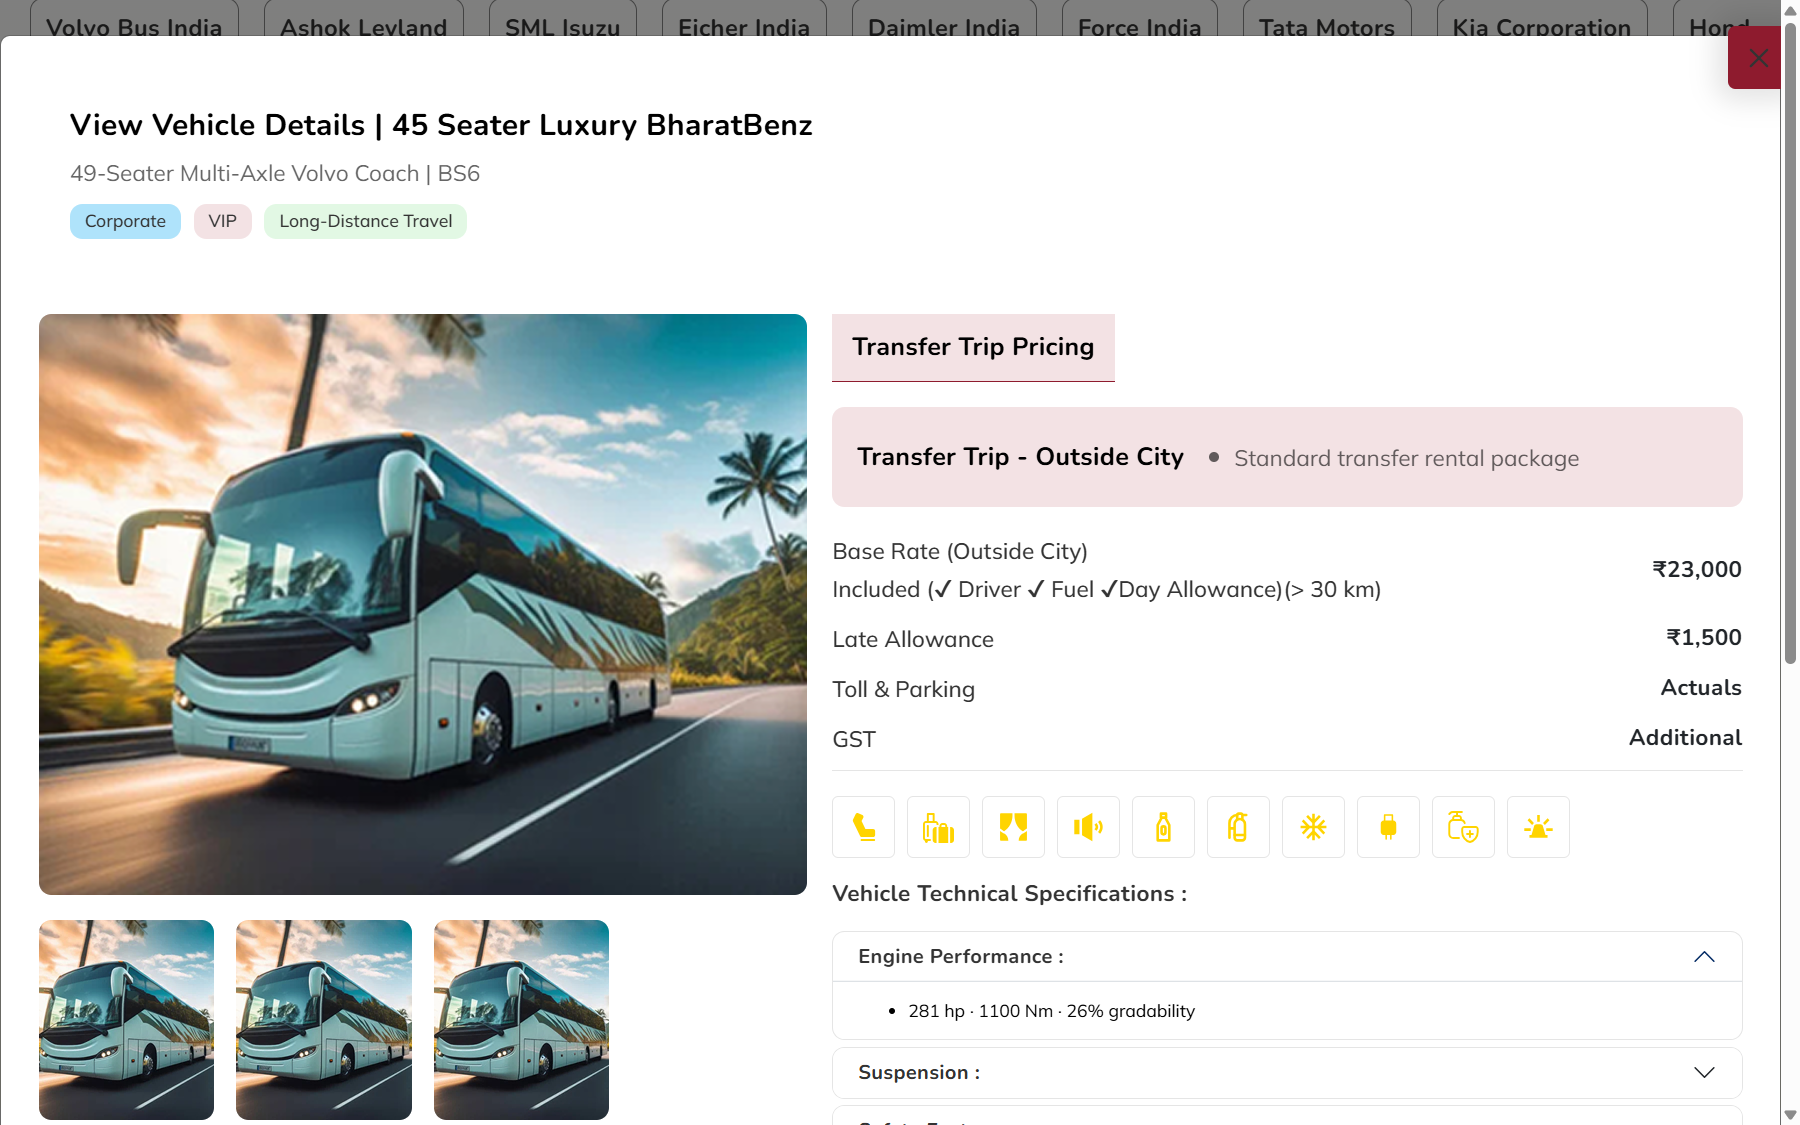 Volvo Bus India
Ashok Leyland
SML Isuzu
Eicher India
Daimler India
Force India
Tata Motors
Kia Corporation
View Vehicle Details | 45 Seater Luxury BharatBenz
49-Seater Multi-Axle Volvo Coach | BS6
Corporate
VIP
Long-Distance Travel
Transfer Trip Pricing
Transfer Trip - Outside City • Standard transfer rental package
Base Rate (Outside City)
Included (✓ Driver ✓ Fuel ✓Day Allowance)(> 30 km)
₹23,000
Late Allowance
₹1,500
Toll & Parking
Actuals
GST
Additional
Vehicle Technical Specifications :
Engine Performance :
• 281 hp · 1100 Nm · 26% gradability
Suspension :